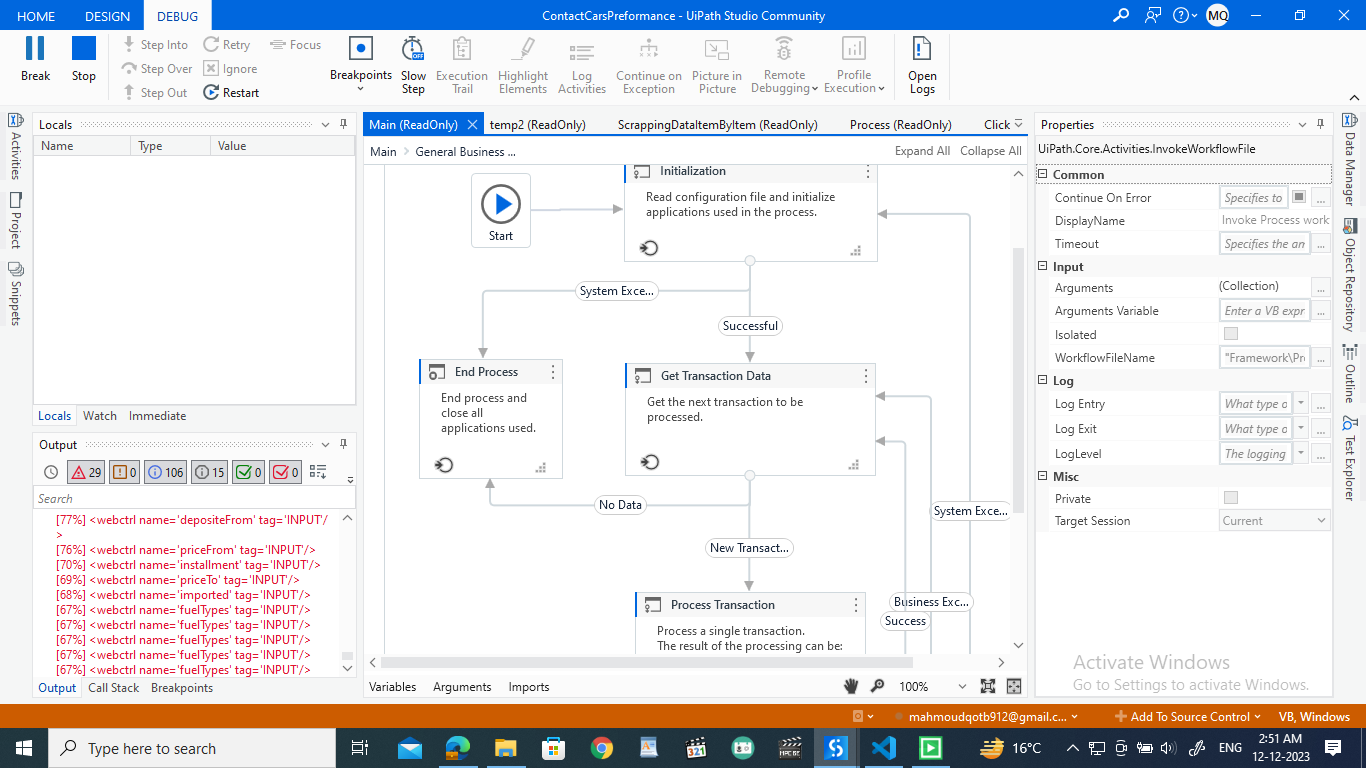 HOME DESIGN DEBUG
ContactCarsPreformance - UiPath Studio Community
MQ
Break
Stop
Step Into
Step Over
Step Out
Retry
Ignore
Restart
Focus
Breakpoints
Slow
Step
Execution
Trail
Highlight
Elements
Log
Activities
Continue on
Exception
Picture in
Picture
Remote
Debugging
Profile
Execution
Open
Logs
Activities
Project
Snippets
Locals
Name Type Value
Locals Watch Immediate
Output
29 0 106 15 0 0
Search
[77%] <webctrl name='depositeFrom' tag='INPUT'/
>
[76%] <webctrl name='priceFrom' tag='INPUT'/>
[70%] <webctrl name='installment' tag='INPUT'/>
[69%] <webctrl name='priceTo' tag='INPUT'/>
[68%] <webctrl name='imported' tag='INPUT'/>
[67%] <webctrl name='fuelTypes' tag='INPUT'/>
[67%] <webctrl name='fuelTypes' tag='INPUT'/>
[67%] <webctrl name='fuelTypes' tag='INPUT'/>
[67%] <webctrl name='fuelTypes' tag='INPUT'/>
[67%] <webctrl name='fuelTypes' tag='INPUT'/>
Output Call Stack Breakpoints
Main (ReadOnly) temp2 (ReadOnly) ScrappingDataItemByItem (ReadOnly) Process (ReadOnly) Click
Main General Business ...
Expand All Collapse All
Start
Initialization
Read configuration file and initialize
applications used in the process.
System Exce...
Successful
End Process
End process and
close all
applications used.
Get Transaction Data
Get the next transaction to be
processed.
No Data
System Exce...
New Transact...
Business Exc...
Success
Process Transaction
Process a single transaction.
The result of the processing can be:
Variables Arguments Imports
100%
Properties
UiPath.Core.Activities.InvokeWorkflowFile
Common
Continue On Error Specifies to ...
DisplayName Invoke Process work
Timeout Specifies the an ...
Input
Arguments (Collection) ...
Arguments Variable Enter a VB expr ...
Isolated
WorkflowFileName "Framework\Pr ...
Log
Log Entry What type o ...
Log Exit What type o ...
LogLevel The logging ...
Misc
Private
Target Session Current
Data Manager
Object Repository
Outline
Test Explorer
Activate Windows
Go to Settings to activate Windows.
mahmoudqotb912@gmail.c... Add To Source Control VB, Windows
Type here to search
321
MPC BE
16°C
ENG
2:51 AM
12-12-2023